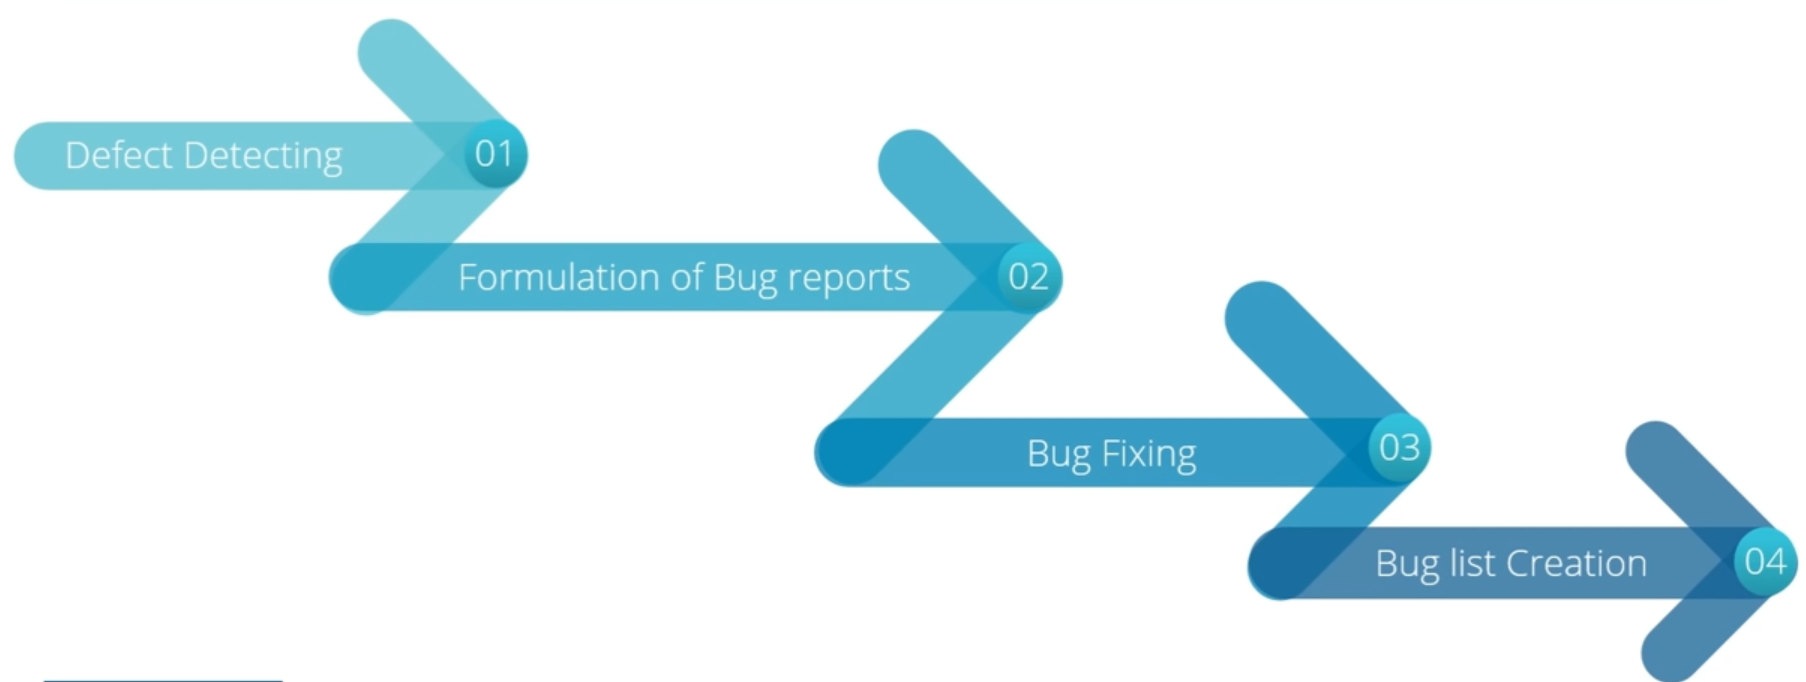 Defect Detecting 01
Formulation of Bug reports 02
Bug Fixing 03
Bug list Creation 04